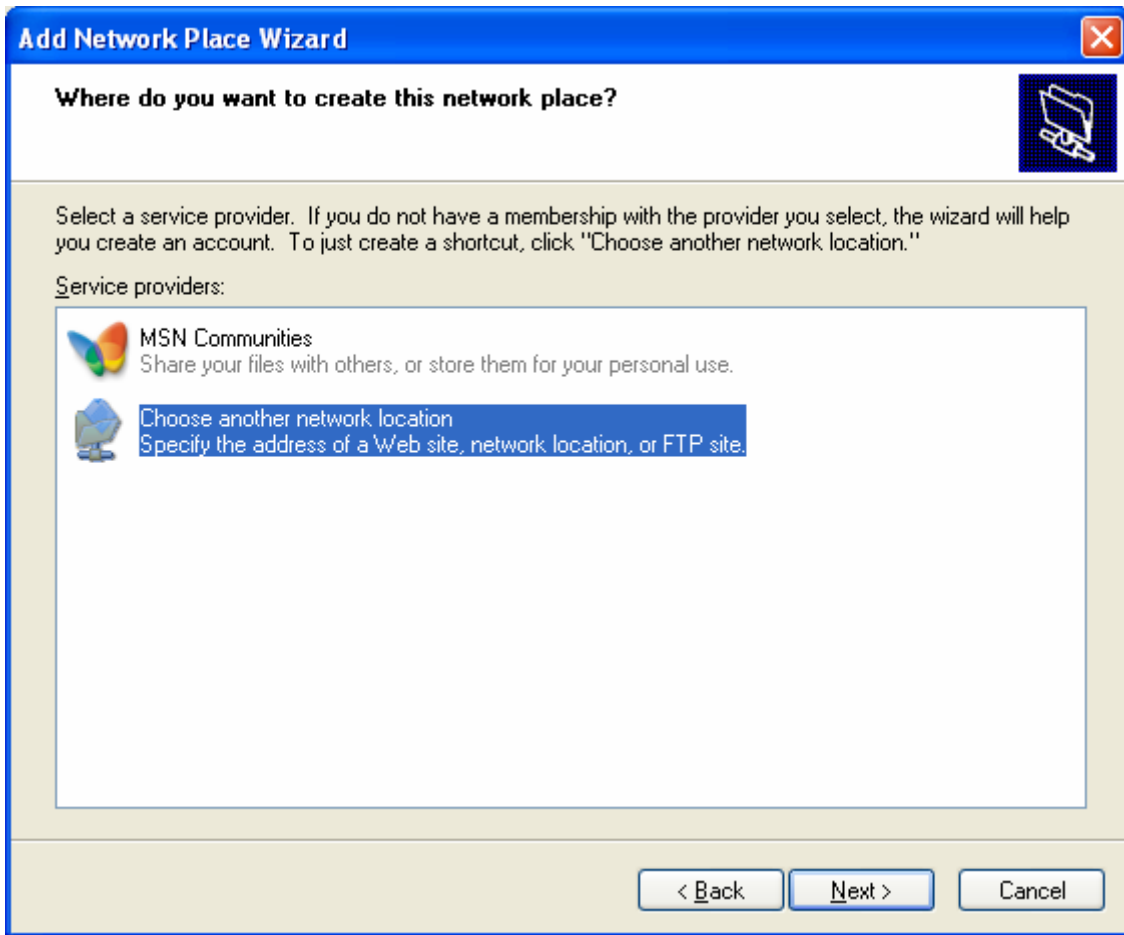 Add Network Place Wizard
Where do you want to create this network place?
Select a service provider.  If you do not have a membership with the provider you select, the wizard will help
you create an account.  To just create a shortcut, click "Choose another network location."
Service providers:
MSN Communities
Share your files with others, or store them for your personal use.
Choose another network location
Specify the address of a Web site, network location, or FTP site.
< Back
Next >
Cancel